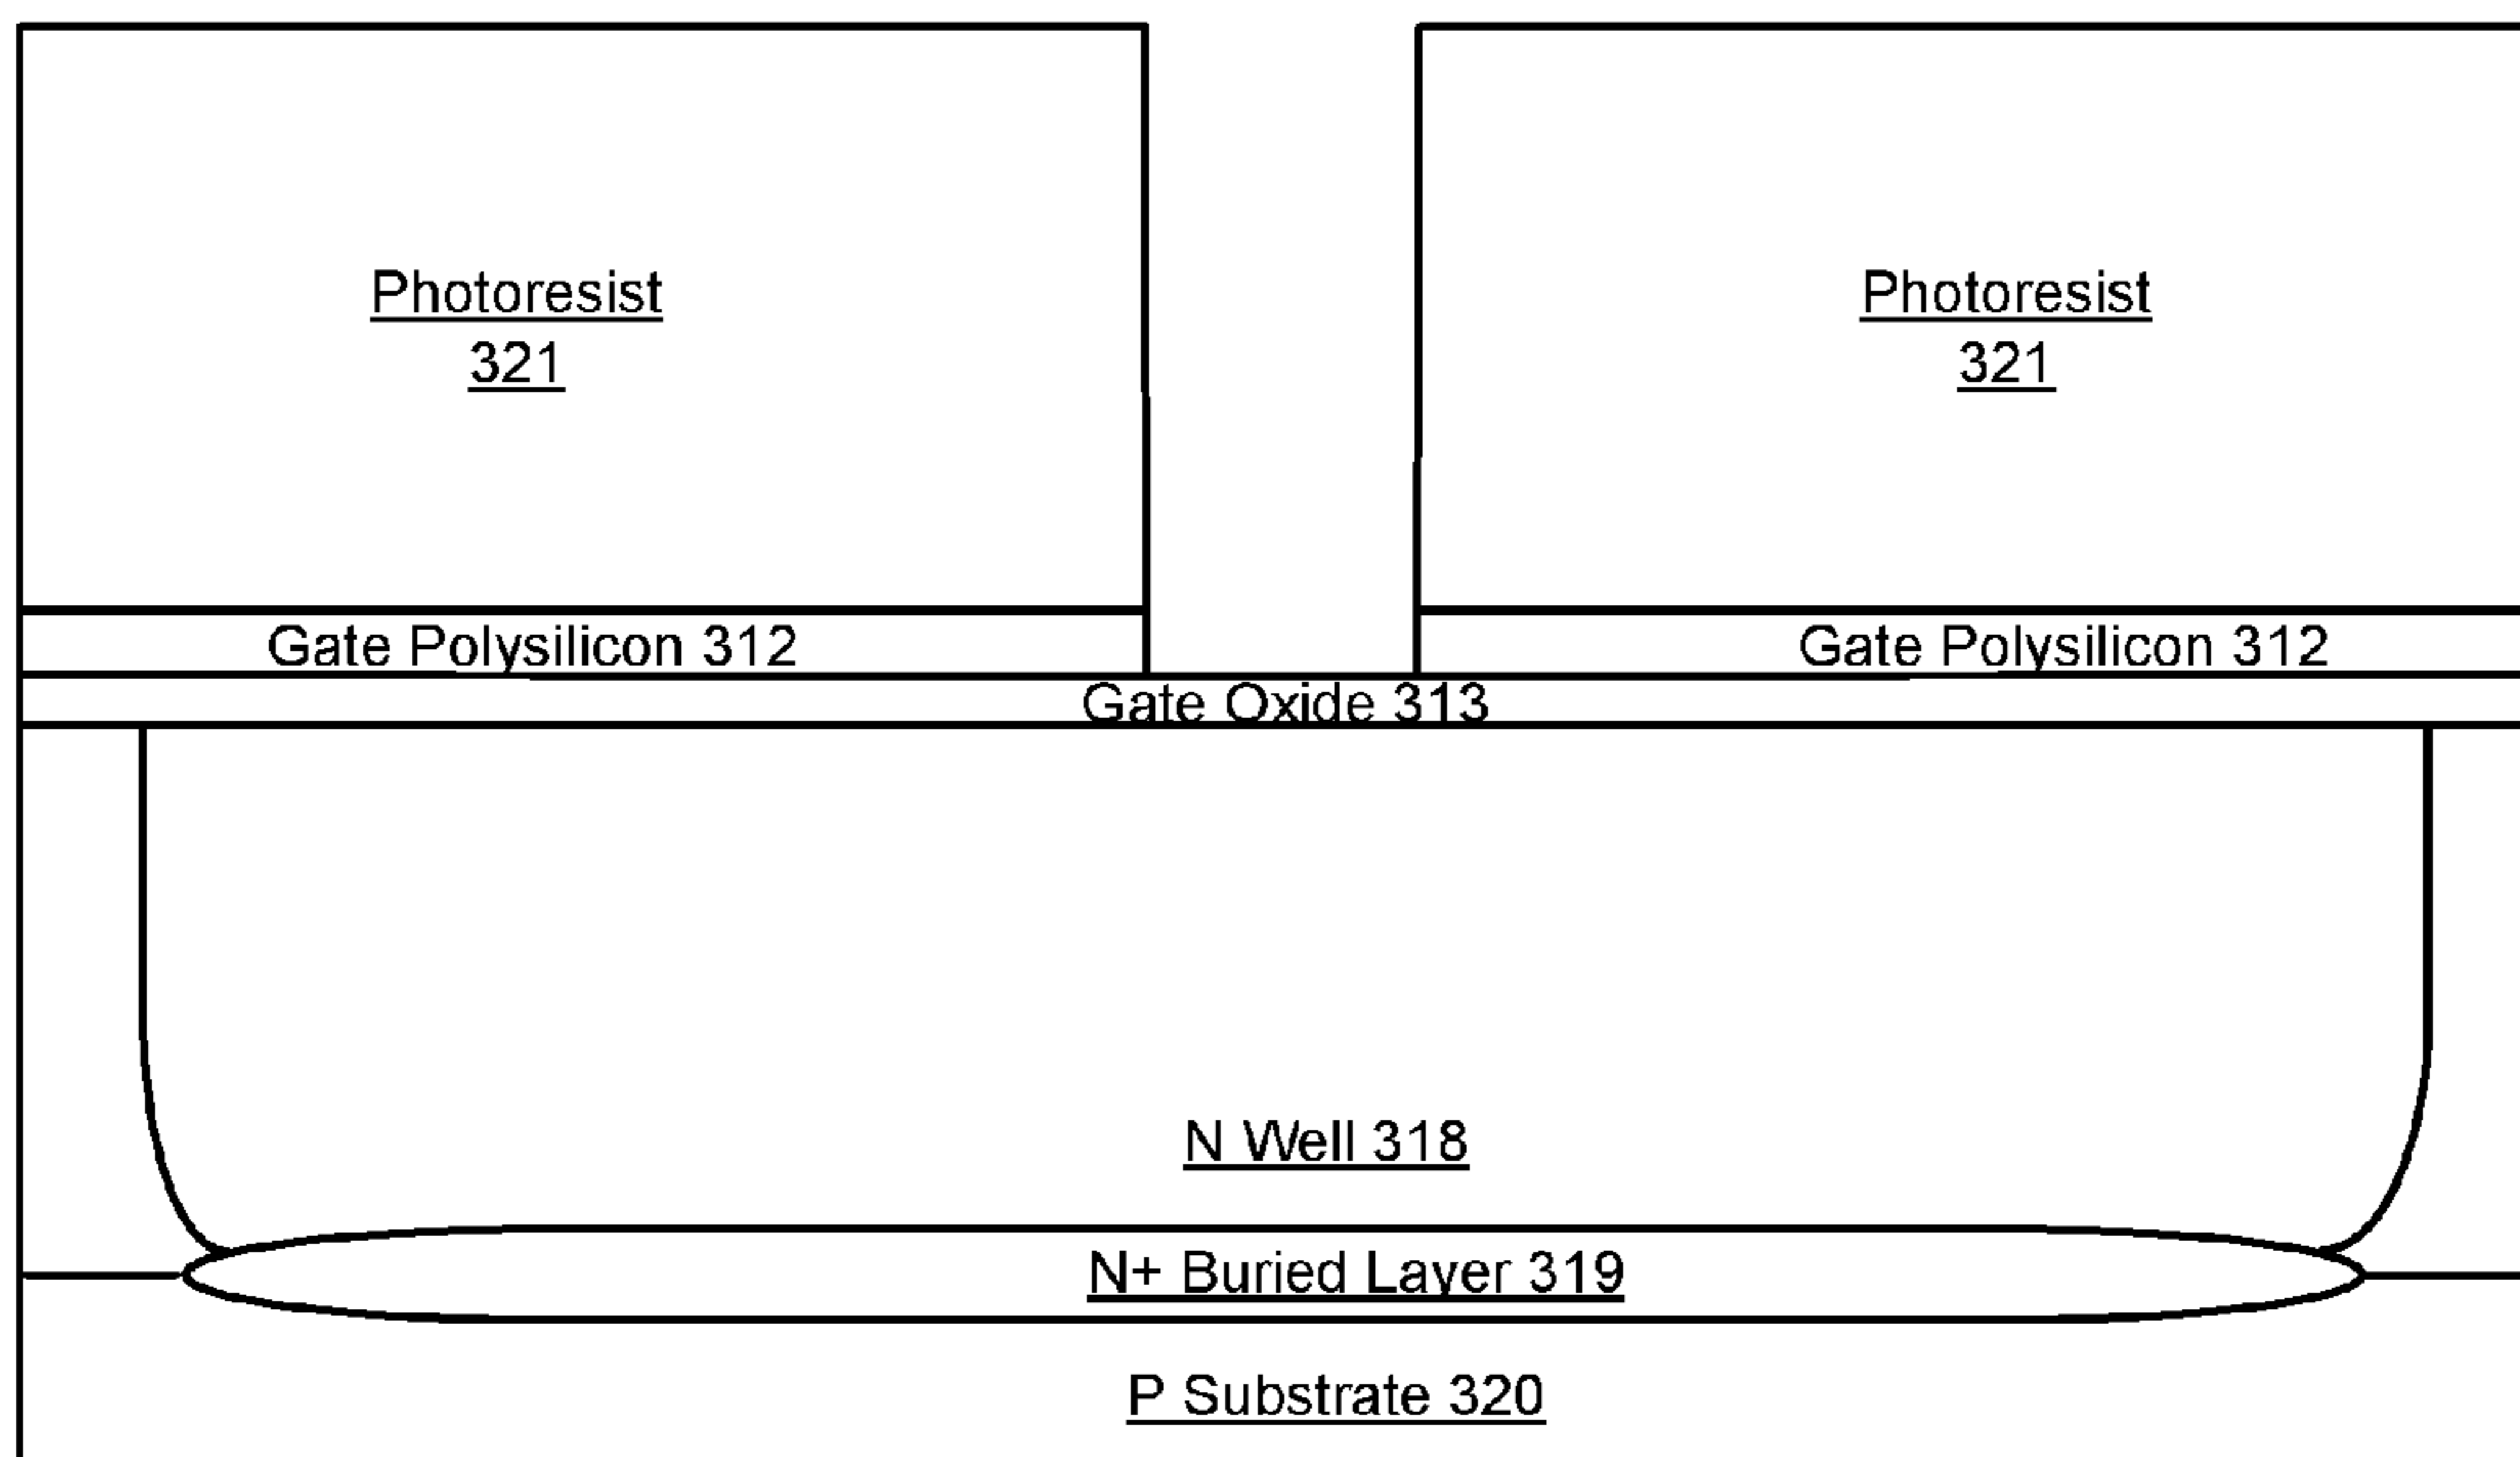 Photoresist
321
Photoresist
321
Gate Polysilicon 312
Gate Polysilicon 312
Gate Oxide 313
N Well 318
N+ Buried Layer 319
P Substrate 320